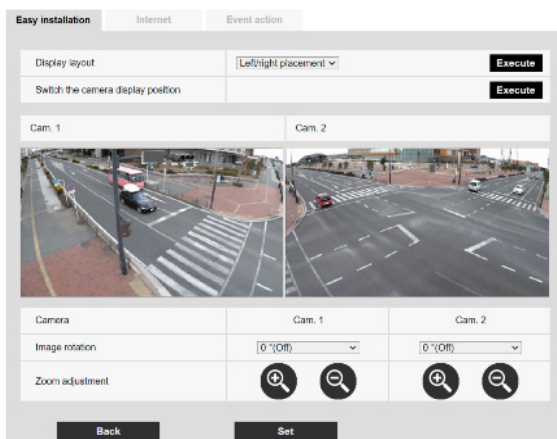 Easy installation Internet Event action
Display layout Left/right placement Execute
Switch the camera display position Execute
Cam. 1 Cam. 2
Camera Cam. 1 Cam. 2
Image rotation 0 °(Off) 0 °(Off)
Zoom adjustment
Back Set